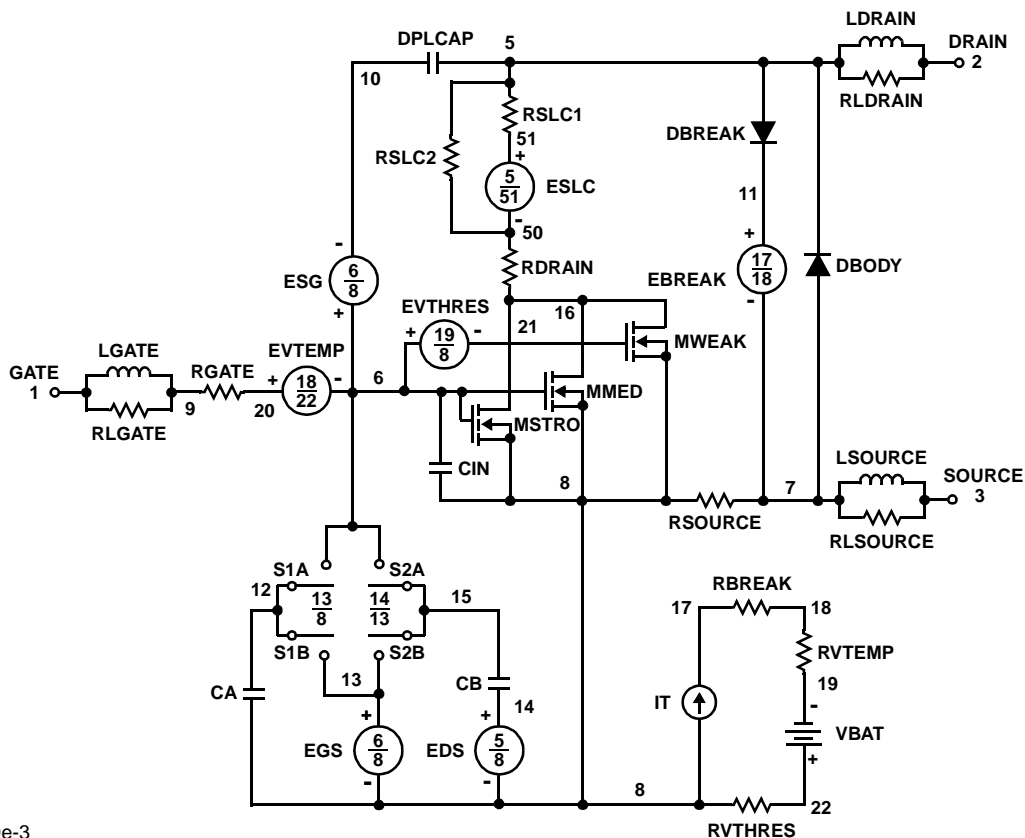 LDRAIN
DPLCAP 5 DRAIN
10 2
RLDRAIN
RSLC1
51
DBREAK
RSLC2
+
5
51
ESLC
11
-
50
-
+
17
18
RDRAIN
DBODY
6
8
ESG
EBREAK
-
EVTHRES
16
+
+
19
8
-
21
MWEAK
LGATE
EVTEMP
GATE
1
RGATE
+
18
22
-
6
MMED
9
20
RLGATE
MSTRO
CIN
LSOURCE
8
7
SOURCE
3
RSOURCE
RLSOURCE
S1A
S2A
12
13
8
14
13
15
RBREAK
17
18
S1B
S2B
RVTEMP
13
CA
CB
19
14
IT
-
+
+
VBAT
EGS
6
8
EDS
5
8
+
-
-
8
22
RVTHRES
e-3